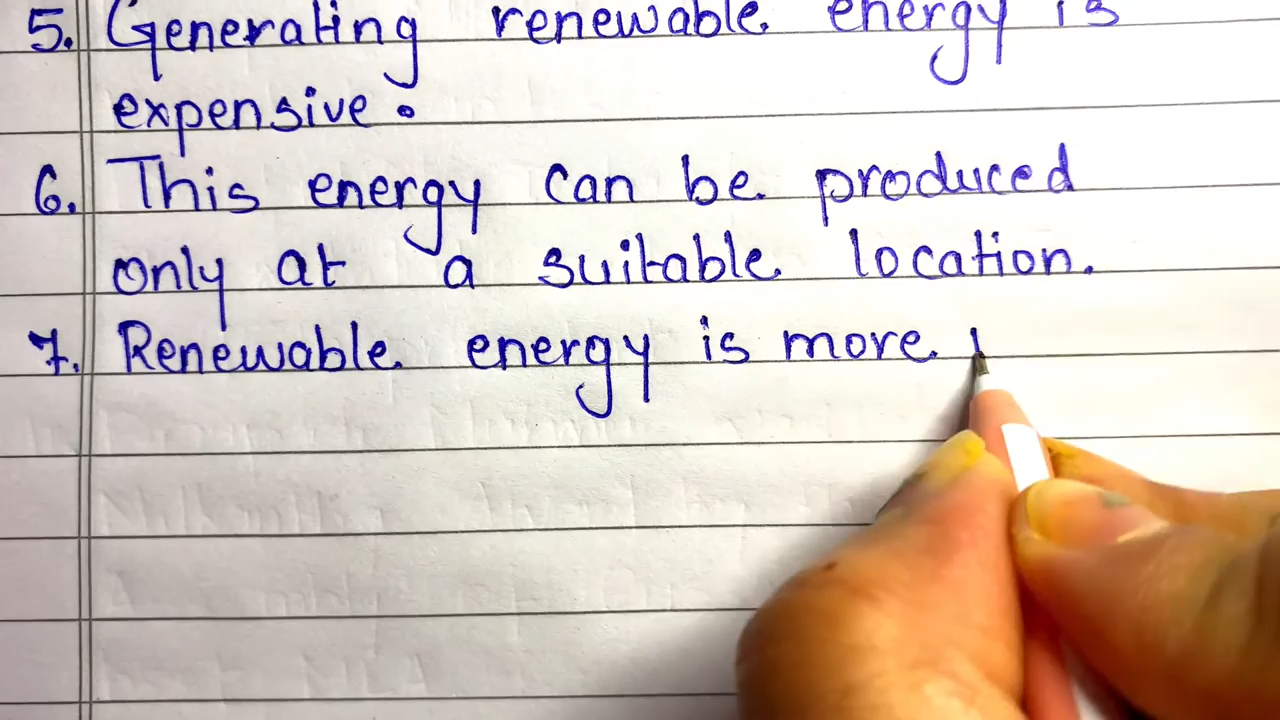 5. Generating renewable energy is
expensive.
6. This energy can be produced
only at a suitable location.
7. Renewable energy is more